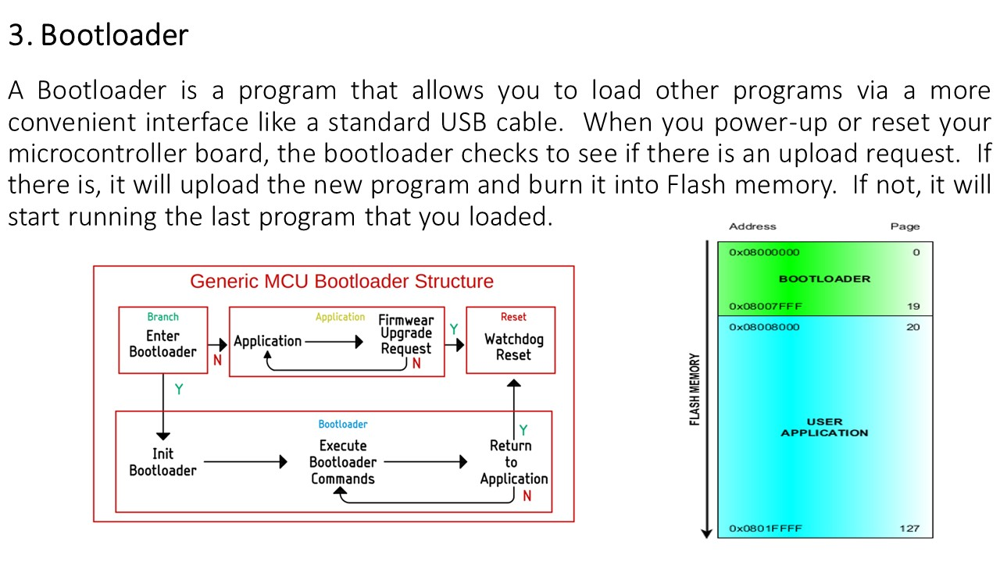 3. Bootloader
A Bootloader is a program that allows you to load other programs via a more
convenient interface like a standard USB cable.  When you power-up or reset your
microcontroller board, the bootloader checks to see if there is an upload request.  If
there is, it will upload the new program and burn it into Flash memory.  If not, it will
start running the last program that you loaded.
Generic MCU Bootloader Structure
Branch
Enter
Bootloader
N
Y
Application
Application
Firmwear
Upgrade
Request
N
Y
Reset
Watchdog
Reset
Bootloader
Init
Bootloader
Execute
Bootloader
Commands
Y
Return
to
Application
N
Address Page
0x08000000 0
BOOTLOADER
0x08007FFF 19
0x08008000 20
FLASH MEMORY
USER
APPLICATION
0x0801FFFF 127